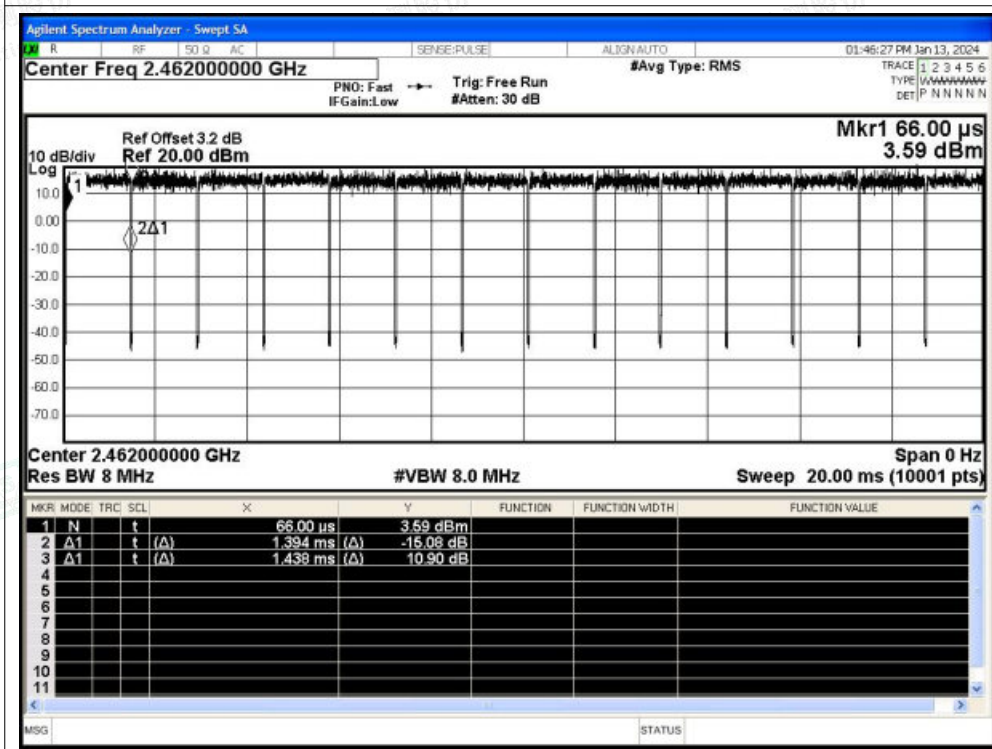 Agilent Spectrum Analyzer - Swept SA
R RF 50 Ω AC SENSE:PULSE ALIGN AUTO 01:46:27 PM Jan 13, 2024
Center Freq 2.462000000 GHz #Avg Type: RMS TRACE 1 2 3 4 5 6
PNO: Fast Trig: Free Run TYPE
IFGain:Low #Atten: 30 dB DET P N N N N N
Mkr1 66.00 µs
Ref Offset 3.2 dB
10 dB/div Ref 20.00 dBm 3.59 dBm
Log
1
10.0
0.00
2Δ1
-10.0
-20.0
-30.0
-40.0
-50.0
-60.0
-70.0
Center 2.462000000 GHz Span 0 Hz
Res BW 8 MHz #VBW 8.0 MHz Sweep 20.00 ms (10001 pts)
MKR MODE TRC SCL X Y FUNCTION FUNCTION WIDTH FUNCTION VALUE
1 N t 66.00 µs 3.59 dBm
2 Δ1 t (Δ) 1.394 ms (Δ) -15.08 dB
3 Δ1 t (Δ) 1.438 ms (Δ) 10.90 dB
4
5
6
7
8
9
10
11
MSG STATUS